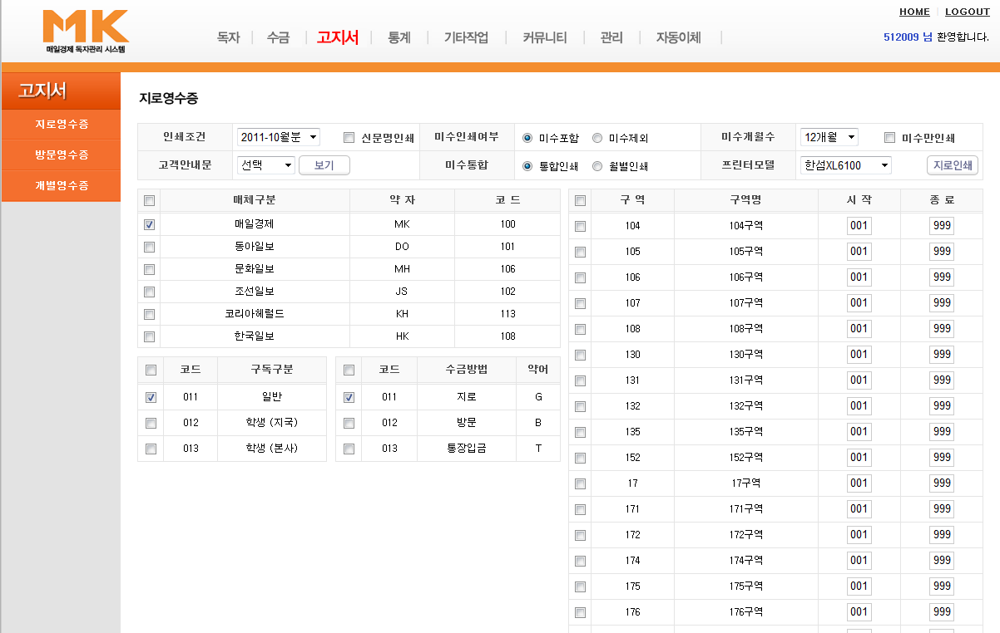 HOME LOGOUT
MK
매일경제 독자관리 시스템
독자 수금 고지서 통계 기타작업 커뮤니티 관리 자동이체
512009 님 환영합니다.
고지서
지로영수증
방문영수증
개별영수증
지로영수증
인쇄조건 2011-10월분 신문명인쇄 미수인쇄여부 미수포함 미수제외 미수개월수 12개월 미수만인쇄
고객안내문 선택 보기 미수통합 통합인쇄 월별인쇄 프린터모델 한섬XL6100 지로인쇄
매체구분 약 자 코 드
매일경제 MK 100
동아일보 DO 101
문화일보 MH 106
조선일보 JS 102
코리아헤럴드 KH 113
한국일보 HK 108
코드 구독구분
011 일반
012 학생 (지국)
013 학생 (본사)
코드 수금방법 약어
011 지로 G
012 방문 B
013 통장입금 T
구 역 구역명 시 작 종 료
104 104구역 001 999
105 105구역 001 999
106 106구역 001 999
107 107구역 001 999
108 108구역 001 999
130 130구역 001 999
131 131구역 001 999
132 132구역 001 999
135 135구역 001 999
152 152구역 001 999
17 17구역 001 999
171 171구역 001 999
172 172구역 001 999
174 174구역 001 999
175 175구역 001 999
176 176구역 001 999